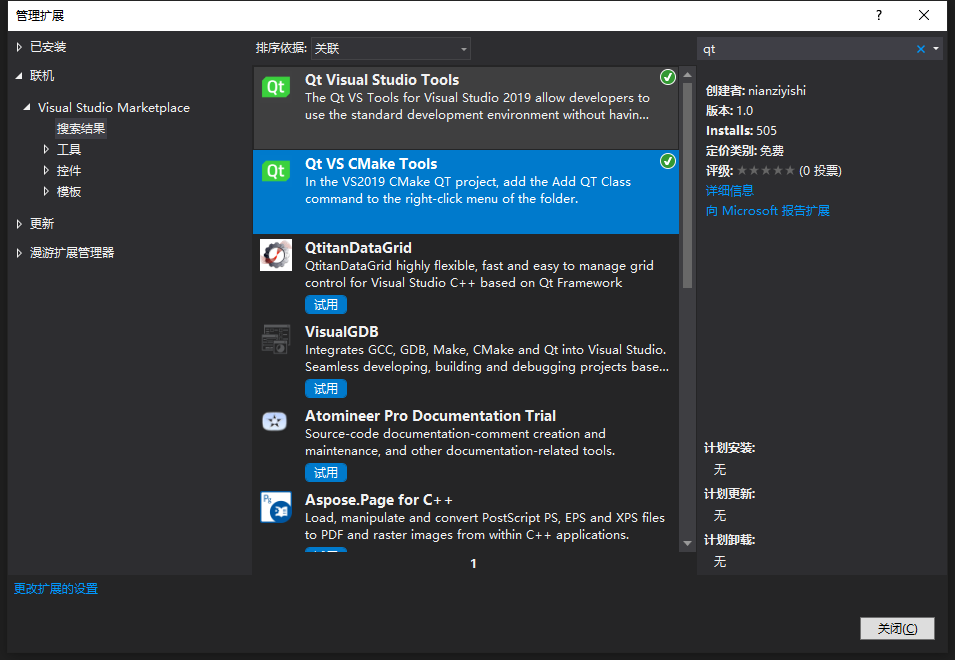 管理扩展
?
已安装
联机
Visual Studio Marketplace
搜索结果
工具
控件
模板
更新
漫游扩展管理器
更改扩展的设置
排序依据: 关联
Qt
Qt Visual Studio Tools
The Qt VS Tools for Visual Studio 2019 allow developers to
use the standard development environment without havin...
Qt
Qt VS CMake Tools
In the VS2019 CMake QT project, add the Add QT Class
command to the right-click menu of the folder.
QtitanDataGrid
QtitanDataGrid highly flexible, fast and easy to manage grid
control for Visual Studio C++ based on Qt Framework
试用
VisualGDB
Integrates GCC, GDB, Make, CMake and Qt into Visual Studio.
Seamless developing, building and debugging projects base...
试用
Atomineer Pro Documentation Trial
Source-code documentation-comment creation and
maintenance, and other documentation-related tools.
试用
Aspose.Page for C++
Load, manipulate and convert PostScript PS, EPS and XPS files
to PDF and raster images from within C++ applications.
1
qt
创建者: nianziyishi
版本: 1.0
Installs: 505
定价类别: 免费
评级: ★★★★★ (0 投票)
详细信息
向 Microsoft 报告扩展
计划安装:
无
计划更新:
无
计划卸载:
无
关闭(C)